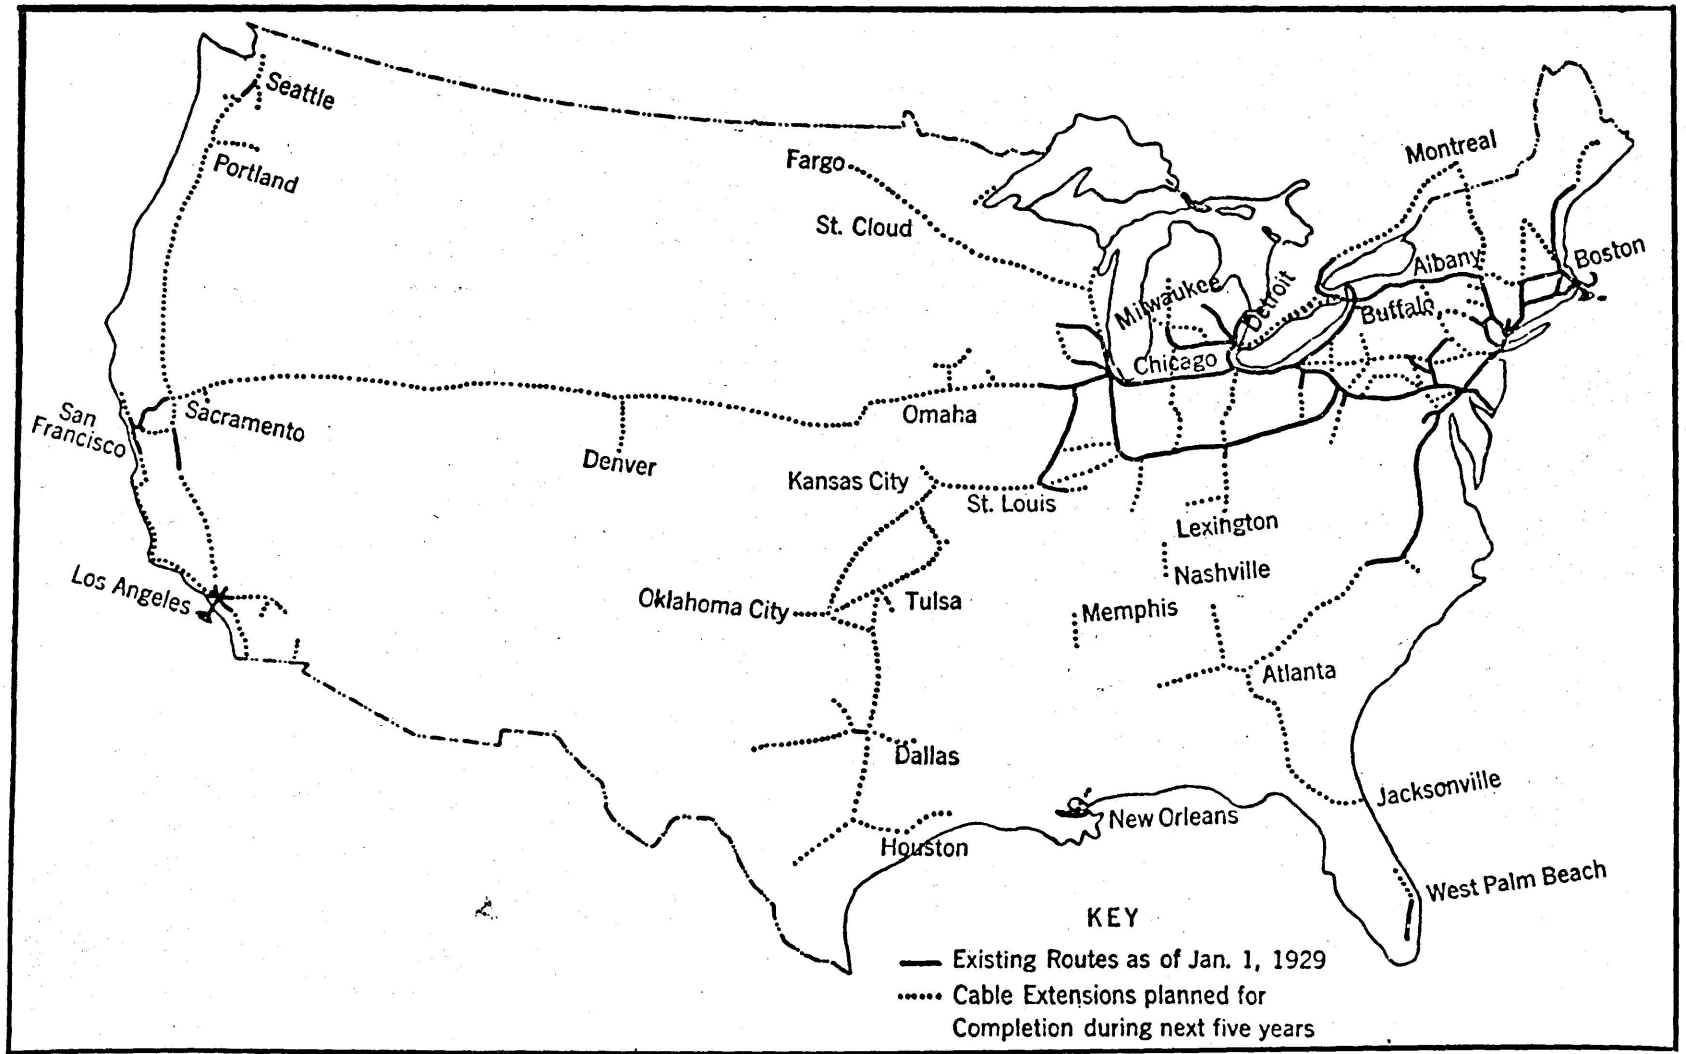 Seattle
Portland
Fargo
St. Cloud
Montreal
Milwaukee
Detroit
Albany
Boston
Buffalo
Chicago
San
Francisco
Sacramento
Omaha
Denver
Kansas City
St. Louis
Lexington
Nashville
Los Angeles
Oklahoma City
Tulsa
Memphis
Atlanta
Dallas
Jacksonville
New Orleans
Houston
West Palm Beach
KEY
Existing Routes as of Jan. 1, 1929
Cable Extensions planned for
Completion during next five years